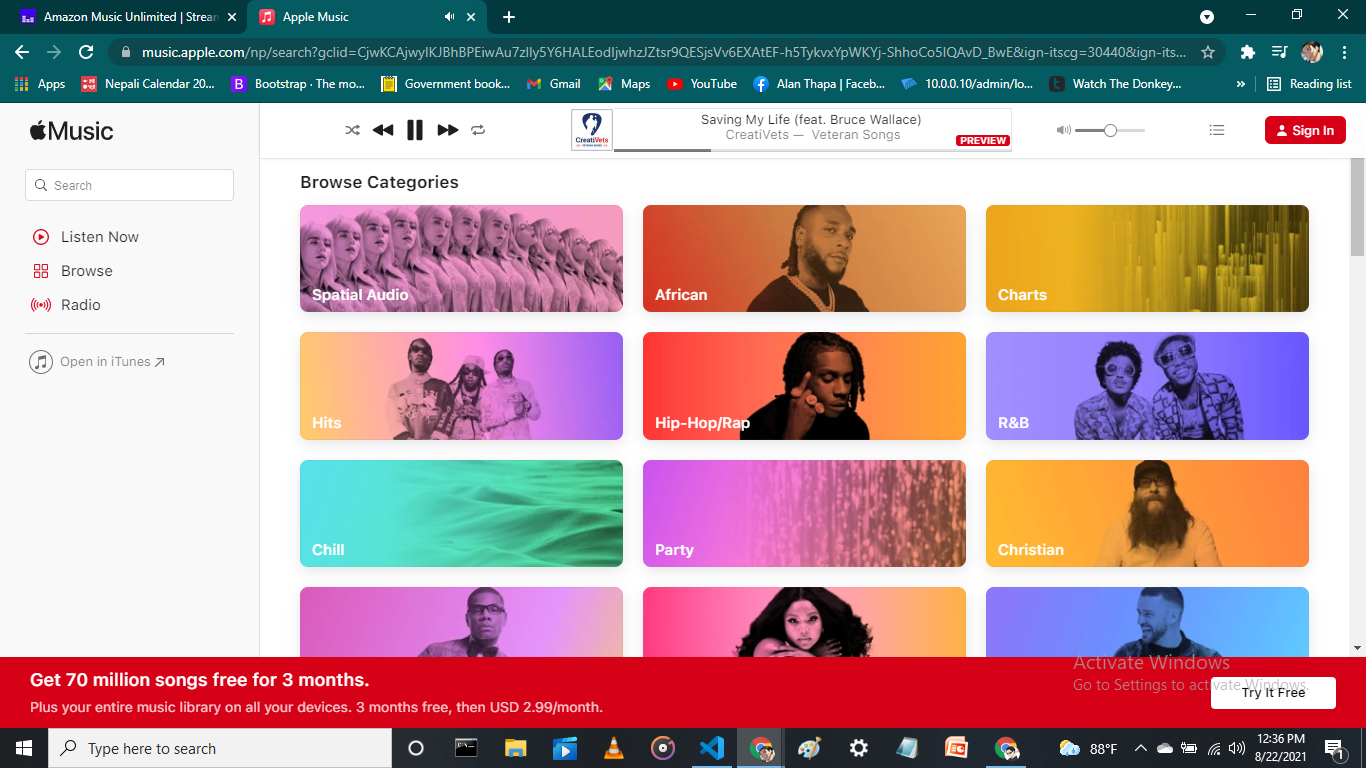 Amazon Music Unlimited | Strean
Apple Music
music.apple.com/np/search?gclid=CjwKCAjwylKJBhBPEiwAu7zlly5Y6HALEodIjwhzJZtsr9QESjsVv6EXAtEF-h5TykvxYpWKYj-ShhoCo5IQAvD_BwE&ign-itscg=30440&ign-its...
Apps
Nepali Calendar 20...
Bootstrap · The mo...
Government book...
Gmail
Maps
YouTube
Alan Thapa | Faceb...
10.0.0.10/admin/lo...
Watch The Donkey...
»
Reading list
Music
Saving My Life (feat. Bruce Wallace)
CreatiVets — Veteran Songs
PREVIEW
CreatiVets
Sign In
Search
Listen Now
Browse
Radio
Open in iTunes
Browse Categories
Spatial Audio
African
Charts
Hits
Hip-Hop/Rap
R&B
Chill
Party
Christian
Get 70 million songs free for 3 months.
Plus your entire music library on all your devices. 3 months free, then USD 2.99/month.
Try It Free
Activate Windows
Go to Settings to activate Windows.
Type here to search
88°F
12:36 PM
8/22/2021
1